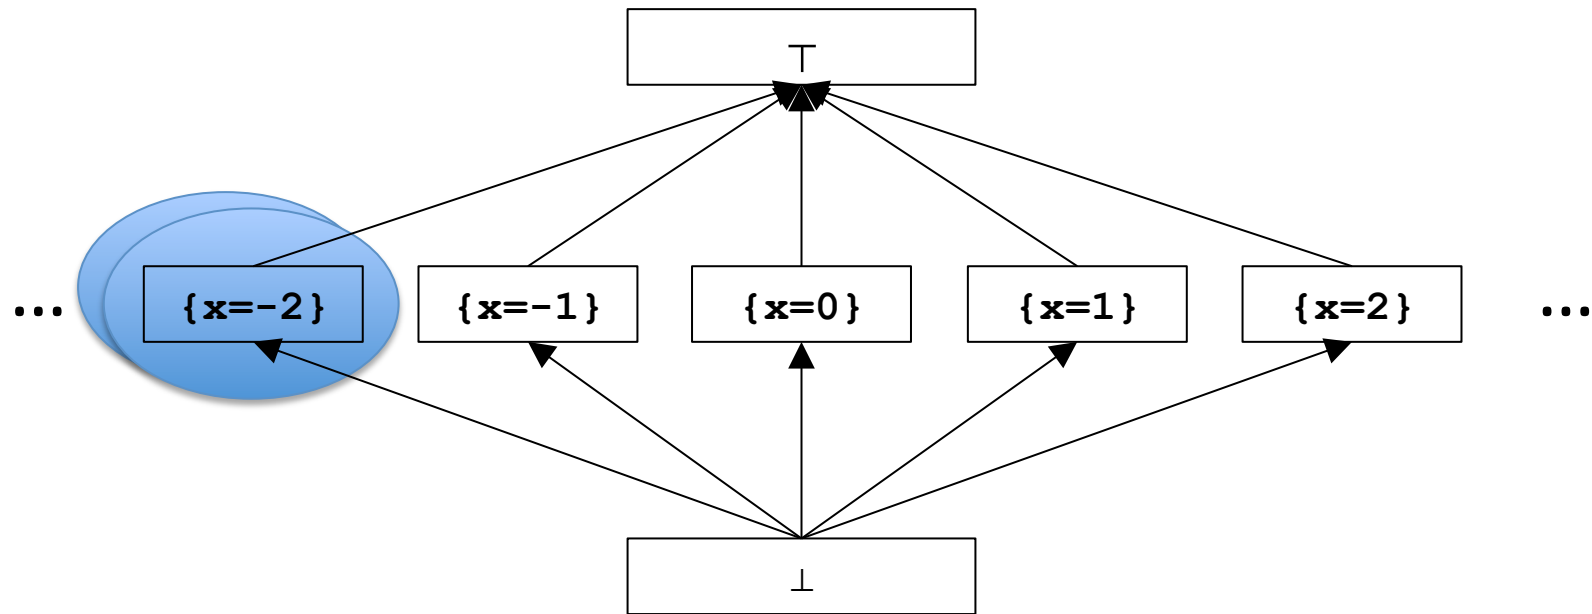 ⊤
... {x=-2} {x=-1} {x=0} {x=1} {x=2} ...
⊥